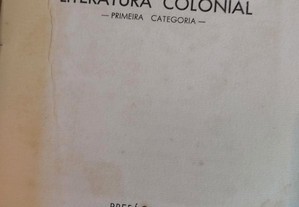 LITERATURA COLONIAL
— PRIMEIRA CATEGORIA —